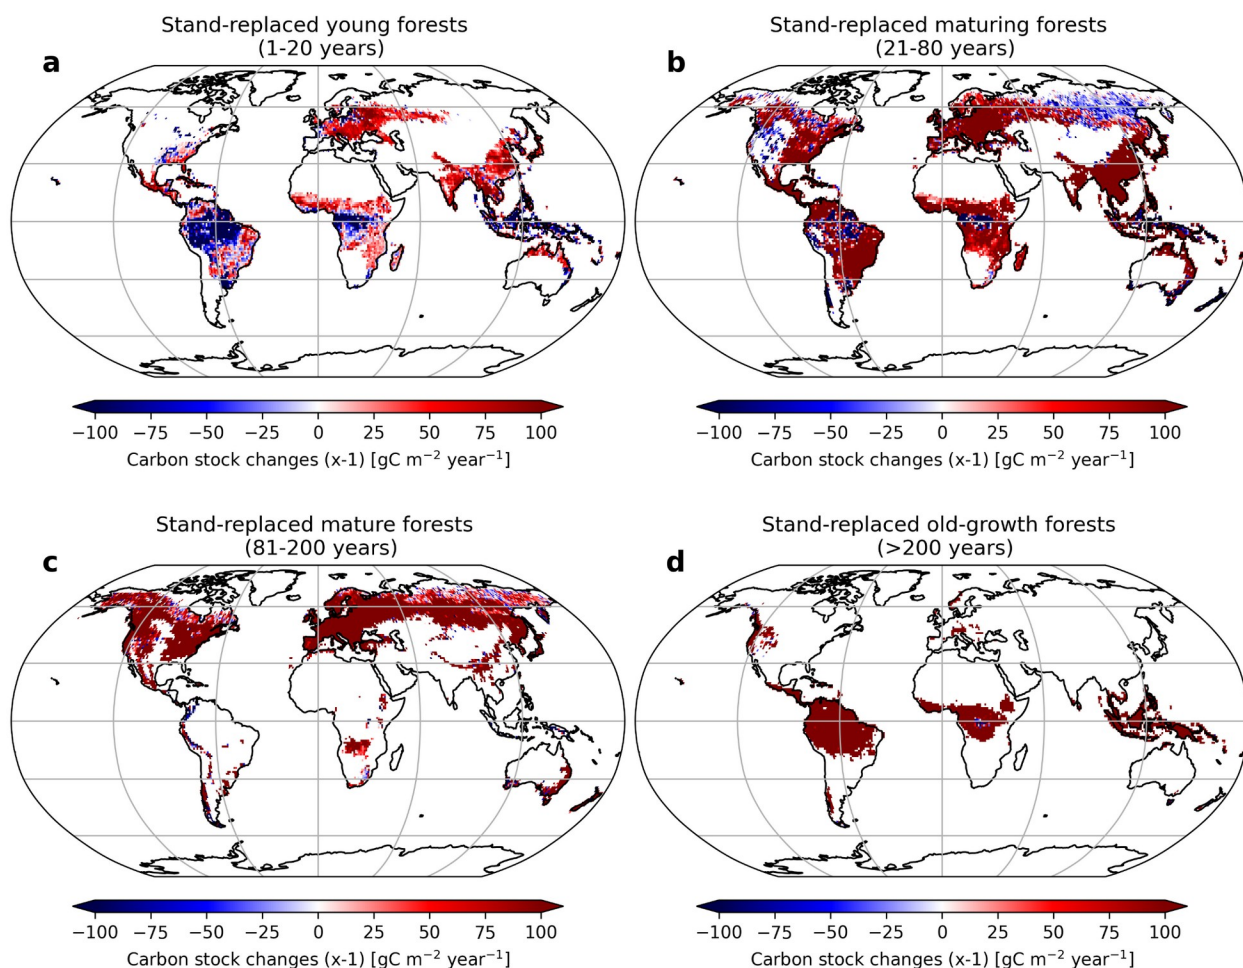 Stand-replaced young forests
(1-20 years)
a
−100 −75 −50 −25 0 25 50 75 100
Carbon stock changes (x-1) [gC m⁻² year⁻¹]
Stand-replaced maturing forests
(21-80 years)
b
−100 −75 −50 −25 0 25 50 75 100
Carbon stock changes (x-1) [gC m⁻² year⁻¹]
Stand-replaced mature forests
(81-200 years)
c
−100 −75 −50 −25 0 25 50 75 100
Carbon stock changes (x-1) [gC m⁻² year⁻¹]
Stand-replaced old-growth forests
(>200 years)
d
−100 −75 −50 −25 0 25 50 75 100
Carbon stock changes (x-1) [gC m⁻² year⁻¹]